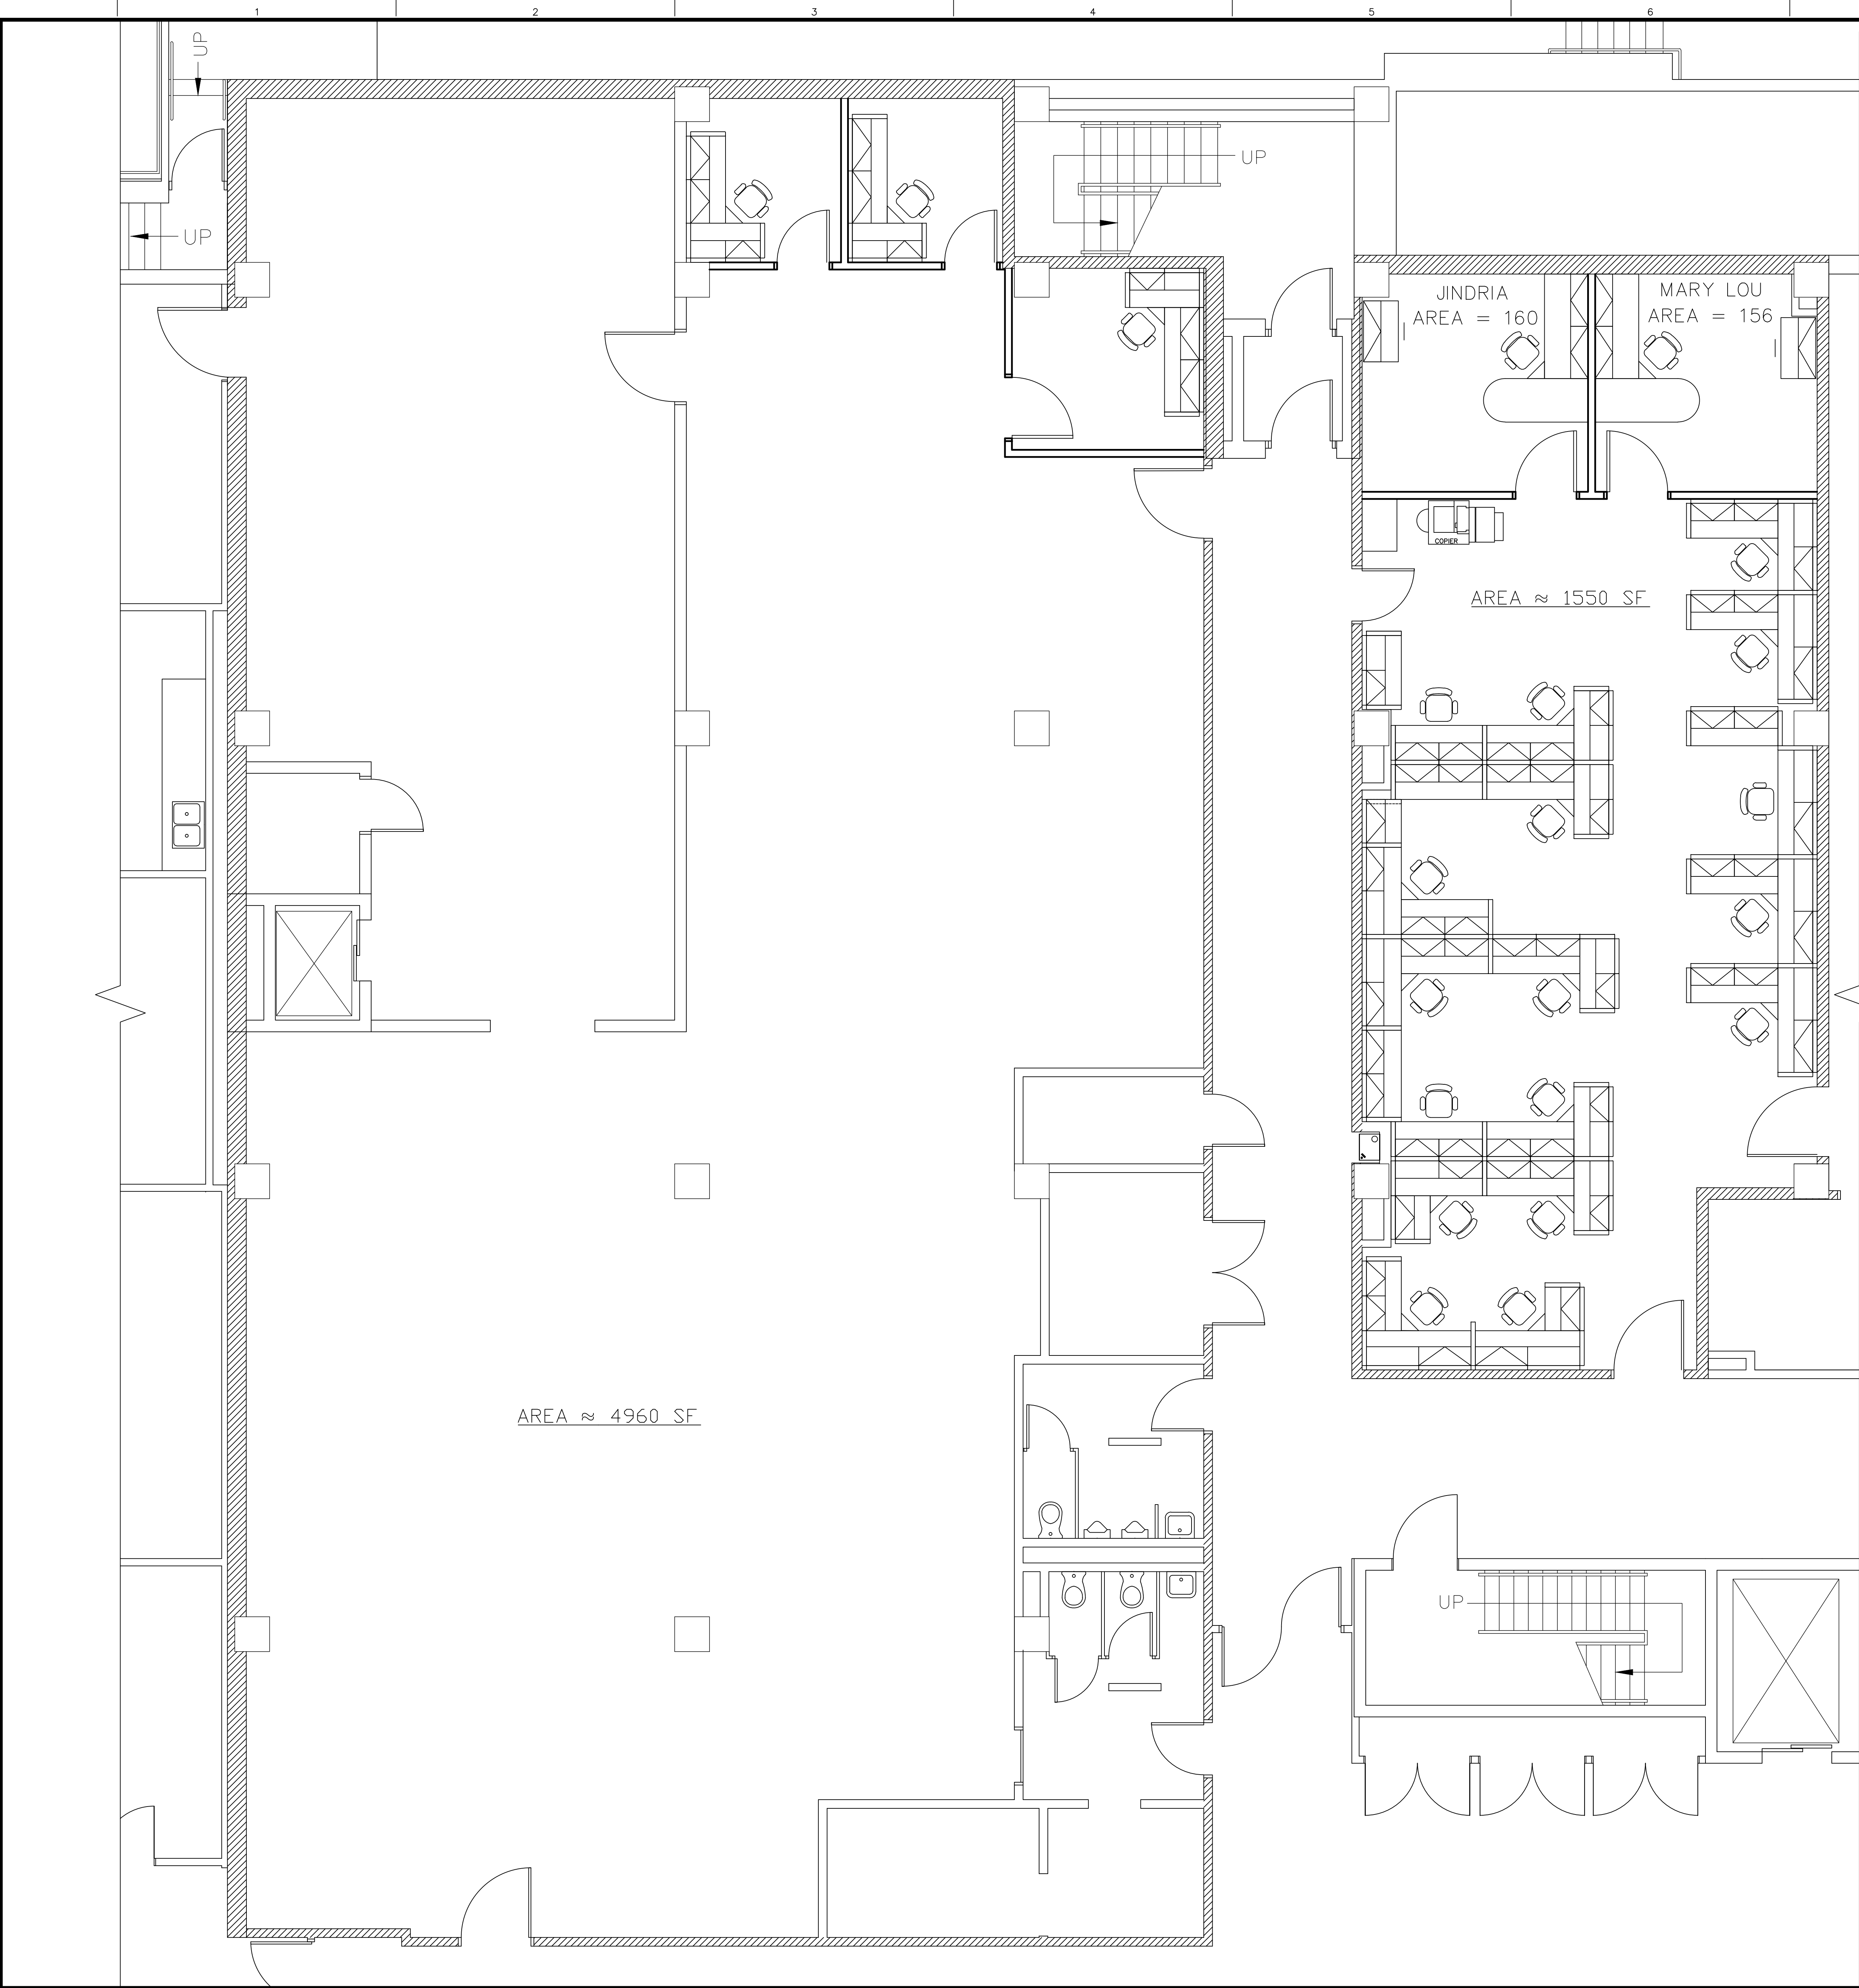 1 2 3 4 5 6
UP
UP
UP
JINDRIA
AREA = 160
MARY LOU
AREA = 156
COPIER
AREA ≈ 1550 SF
AREA ≈ 4960 SF
UP